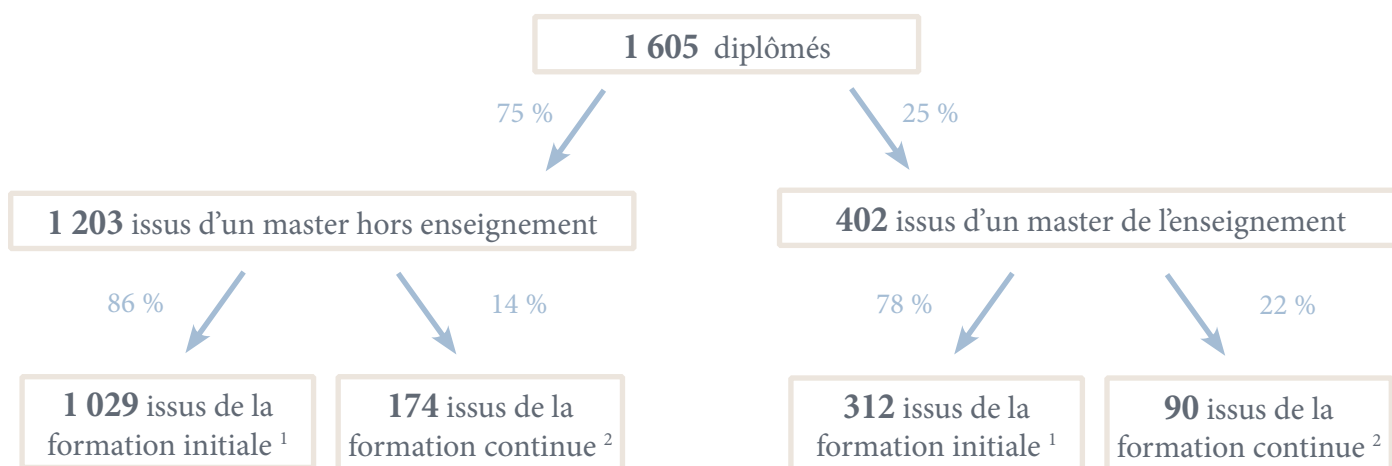 1 605 diplômés
75 %
25 %
1 203 issus d'un master hors enseignement
402 issus d'un master de l'enseignement
86 %
14 %
78 %
22 %
1 029 issus de la
formation initiale 1
174 issus de la
formation continue 2
312 issus de la
formation initiale 1
90 issus de la
formation continue 2